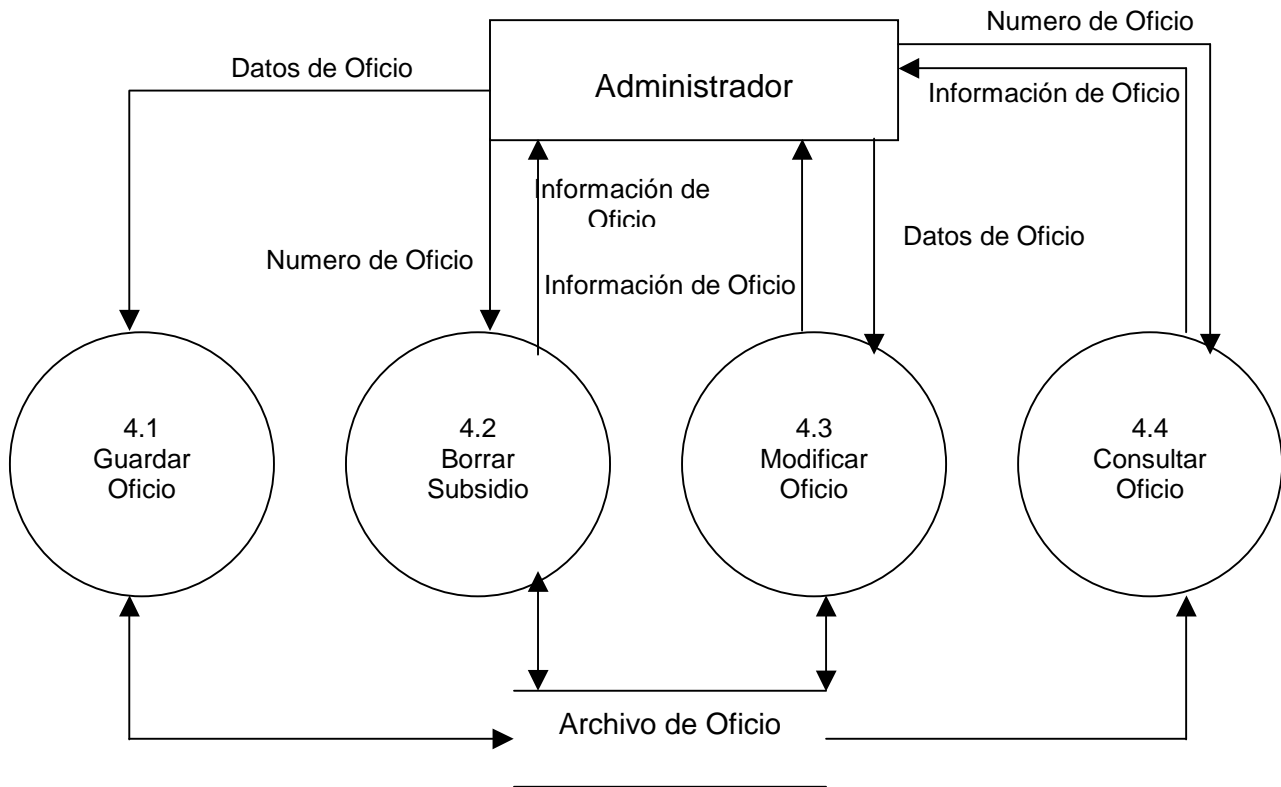 Numero de Oficio
Datos de Oficio
Administrador
Información de Oficio
Información de
Oficio
Datos de Oficio
Numero de Oficio
Información de Oficio
4.1
Guardar
Oficio
4.2
Borrar
Subsidio
4.3
Modificar
Oficio
4.4
Consultar
Oficio
Archivo de Oficio